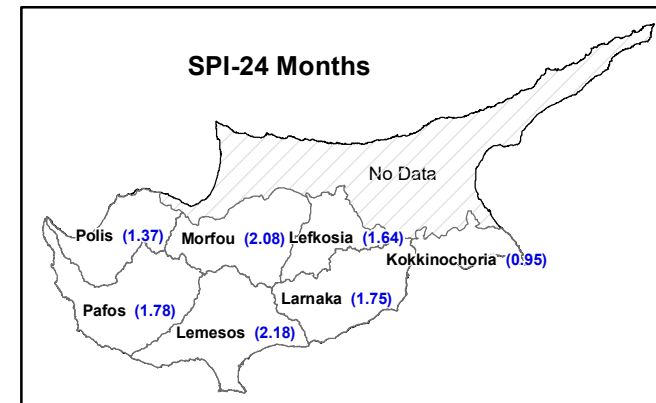 SPI-24 Months
No Data
Polis (1.37)
Morfou (2.08)
Lefkosia (1.64)
Kokkinochoria (0.95)
Pafos (1.78)
Larnaka (1.75)
Lemesos (2.18)